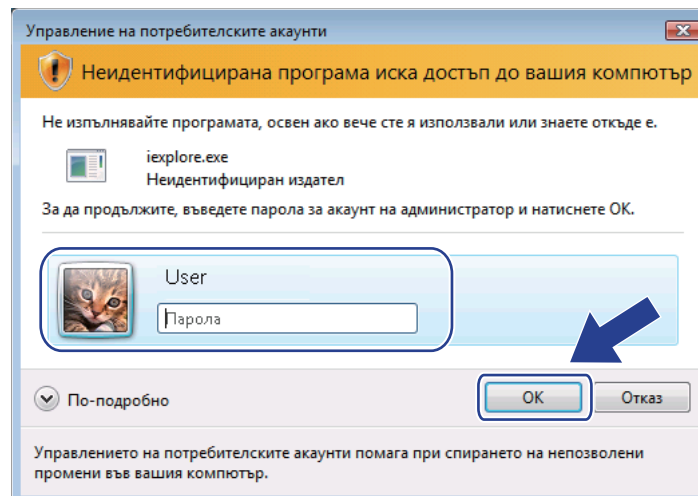 Управление на потребителските акаунти
Неидентифицирана програма иска достъп до вашия компютър
Не изпълнявайте програмата, освен ако вече сте я използвали или знаете откъде е.
iexplore.exe
Неидентифициран издател
За да продължите, въведете парола за акаунт на администратор и натиснете OK.
User
Парола
По-подробно
OK
Отказ
Управлението на потребителските акаунти помага при спирането на непозволени
промени във вашия компютър.